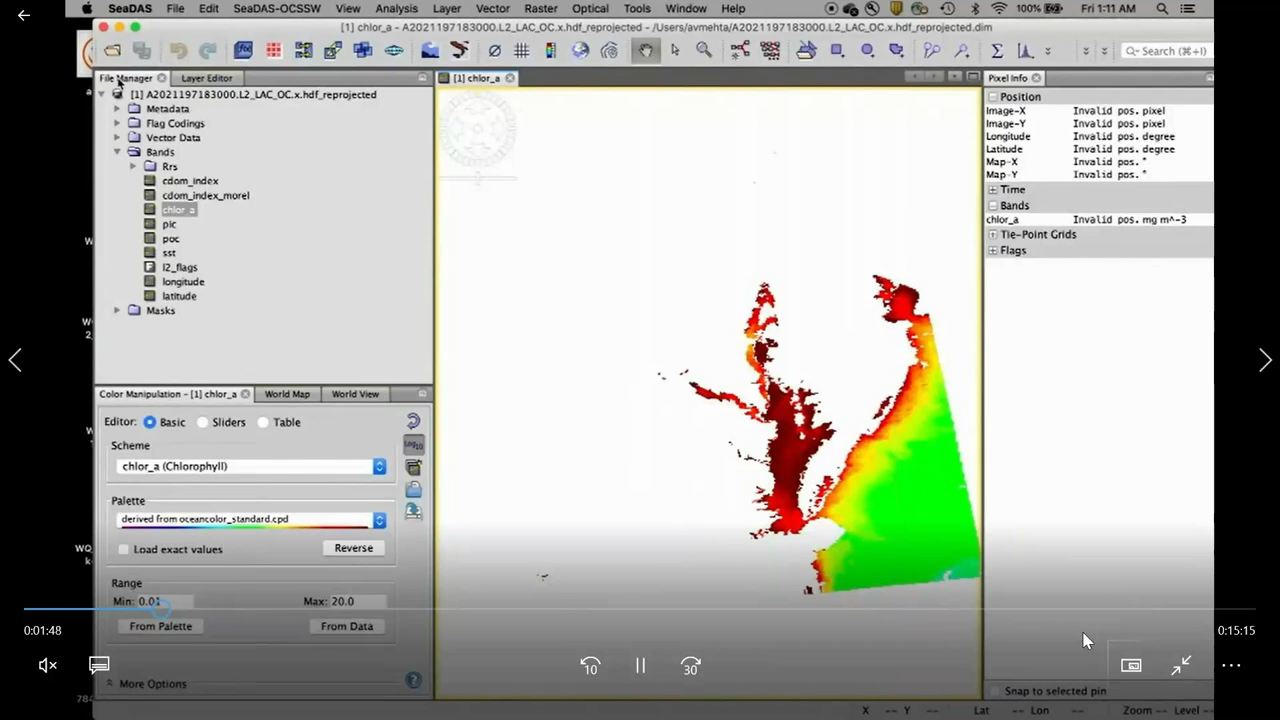 SeaDAS File Edit SeaDAS-OCSSW View Analysis Layer Vector Raster Optical Tools Window Help 100% Fri 1:11 AM
[1] chlor_a - A2021197183000.L2_LAC_OC.x.hdf_reprojected - /Users/avmehta/A2021197183000.L2_LAC_OC.x.hdf_reprojected.dim
Search (⌘+I)
File Manager Layer Editor [1] chlor_a Pixel Info
[1] A2021197183000.L2_LAC_OC.x.hdf_reprojected
Metadata
Flag Codings
Vector Data
Bands
Rrs
cdom_index
cdom_index_morel
chlor_a
pic
poc
sst
l2_flags
longitude
latitude
Masks
Position
Image-X Invalid pos. pixel
Image-Y Invalid pos. pixel
Longitude Invalid pos. degree
Latitude Invalid pos. degree
Map-X Invalid pos. °
Map-Y Invalid pos. °
Time
Bands
chlor_a Invalid pos. mg m^-3
Tie-Point Grids
Flags
Color Manipulation - [1] chlor_a World Map World View
Editor: Basic Sliders Table
Scheme
chlor_a (Chlorophyll)
Log10
Palette
derived from oceancolor_standard.cpd
Load exact values Reverse
Range
Min: 0.01 Max: 20.0
From Palette From Data
More Options
0:01:48 0:15:15
10 30
Snap to selected pin
X -- Y -- Lat -- Lon -- Zoom -- Level --